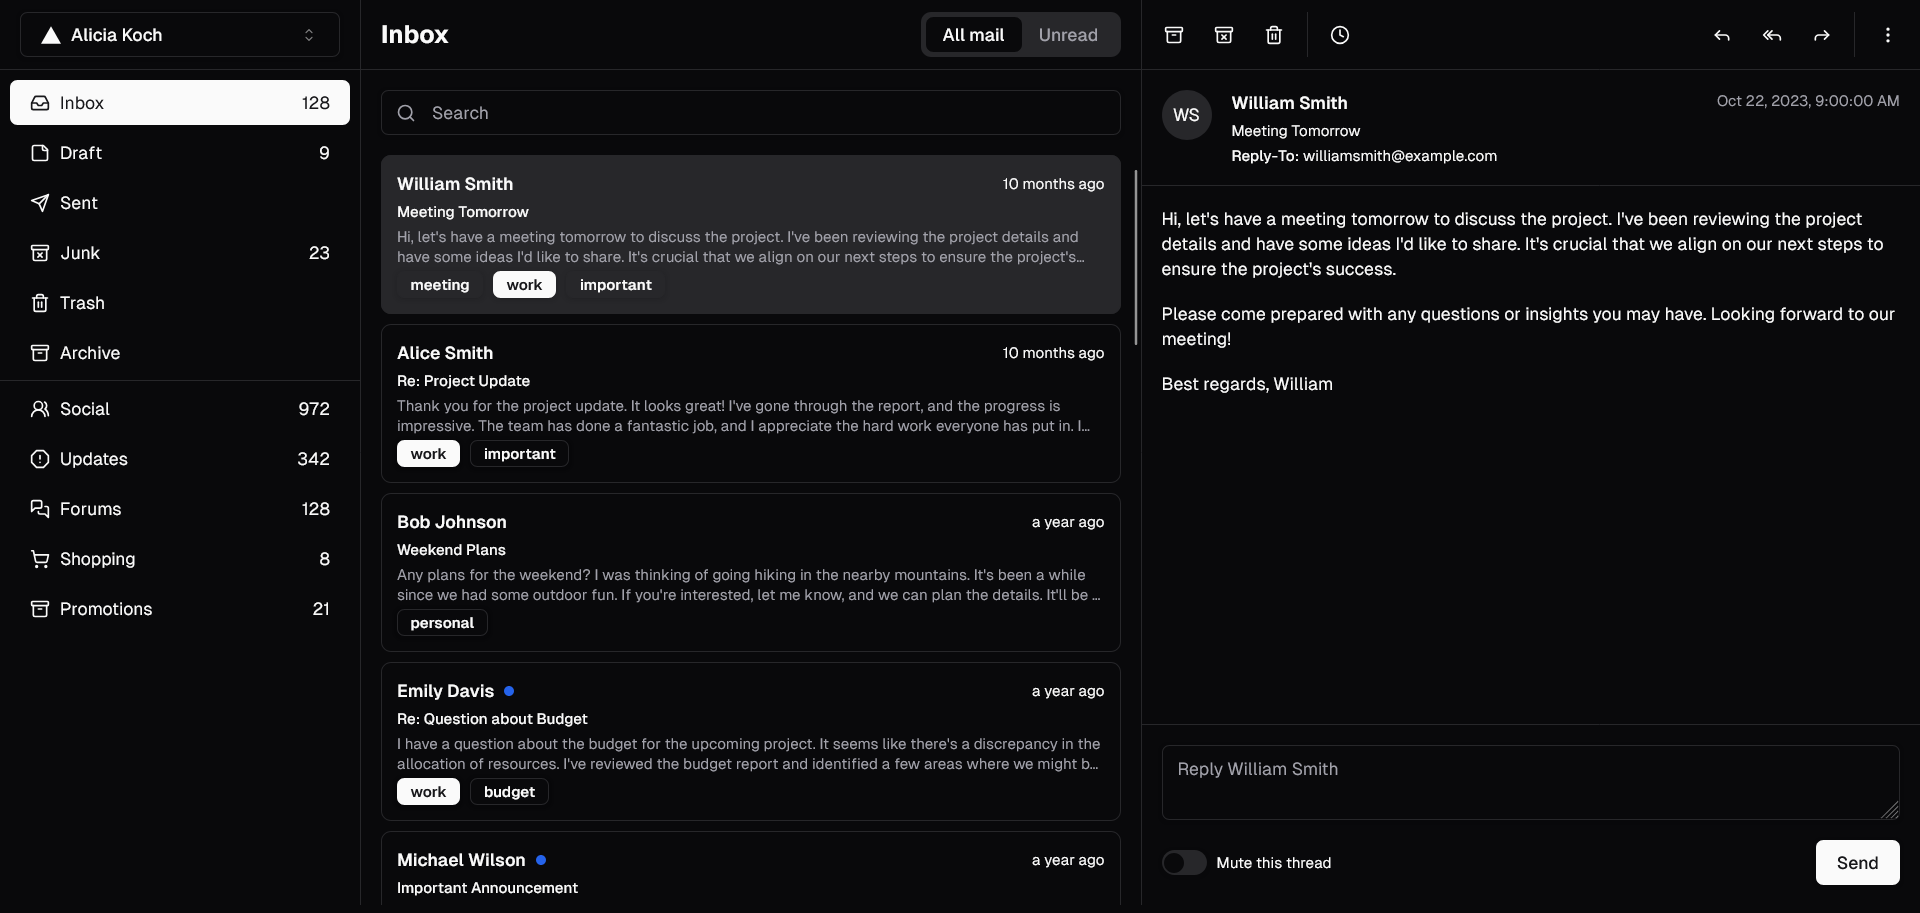 Alicia Koch
Inbox 128
Draft 9
Sent
Junk 23
Trash
Archive
Social 972
Updates 342
Forums 128
Shopping 8
Promotions 21
Inbox
All mail Unread
Search
William Smith 10 months ago
Meeting Tomorrow
Hi, let's have a meeting tomorrow to discuss the project. I've been reviewing the project details and
have some ideas I'd like to share. It's crucial that we align on our next steps to ensure the project's...
meeting work important
Alice Smith 10 months ago
Re: Project Update
Thank you for the project update. It looks great! I've gone through the report, and the progress is
impressive. The team has done a fantastic job, and I appreciate the hard work everyone has put in. I...
work important
Bob Johnson a year ago
Weekend Plans
Any plans for the weekend? I was thinking of going hiking in the nearby mountains. It's been a while
since we had some outdoor fun. If you're interested, let me know, and we can plan the details. It'll be ...
personal
Emily Davis a year ago
Re: Question about Budget
I have a question about the budget for the upcoming project. It seems like there's a discrepancy in the
allocation of resources. I've reviewed the budget report and identified a few areas where we might b...
work budget
Michael Wilson a year ago
Important Announcement
WS
William Smith Oct 22, 2023, 9:00:00 AM
Meeting Tomorrow
Reply-To: williamsmith@example.com
Hi, let's have a meeting tomorrow to discuss the project. I've been reviewing the project
details and have some ideas I'd like to share. It's crucial that we align on our next steps to
ensure the project's success.
Please come prepared with any questions or insights you may have. Looking forward to our
meeting!
Best regards, William
Reply William Smith
Mute this thread
Send